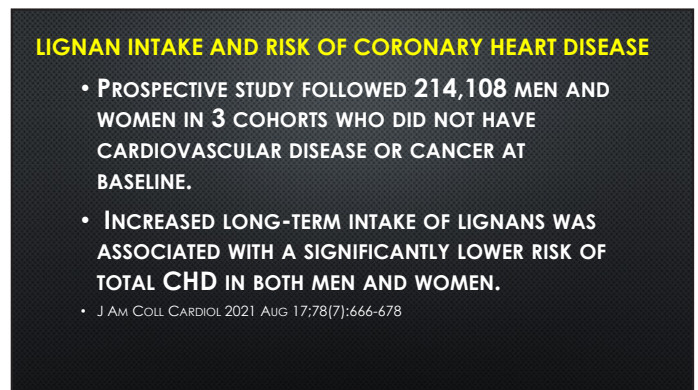 LIGNAN INTAKE AND RISK OF CORONARY HEART DISEASE
• PROSPECTIVE STUDY FOLLOWED 214,108 MEN AND
WOMEN IN 3 COHORTS WHO DID NOT HAVE
CARDIOVASCULAR DISEASE OR CANCER AT
BASELINE.
• INCREASED LONG-TERM INTAKE OF LIGNANS WAS
ASSOCIATED WITH A SIGNIFICANTLY LOWER RISK OF
TOTAL CHD IN BOTH MEN AND WOMEN.
• J AM COLL CARDIOL 2021 AUG 17;78(7):666-678